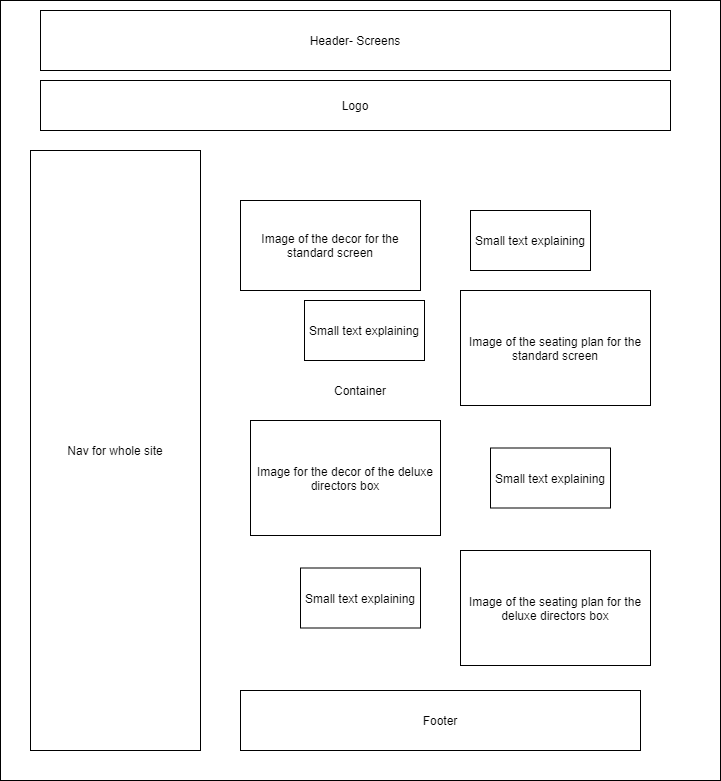 Header- Screens
Logo
Nav for whole site
Image of the decor for the
standard screen
Small text explaining
Small text explaining
Image of the seating plan for the
standard screen
Container
Image for the decor of the deluxe
directors box
Small text explaining
Small text explaining
Image of the seating plan for the
deluxe directors box
Footer